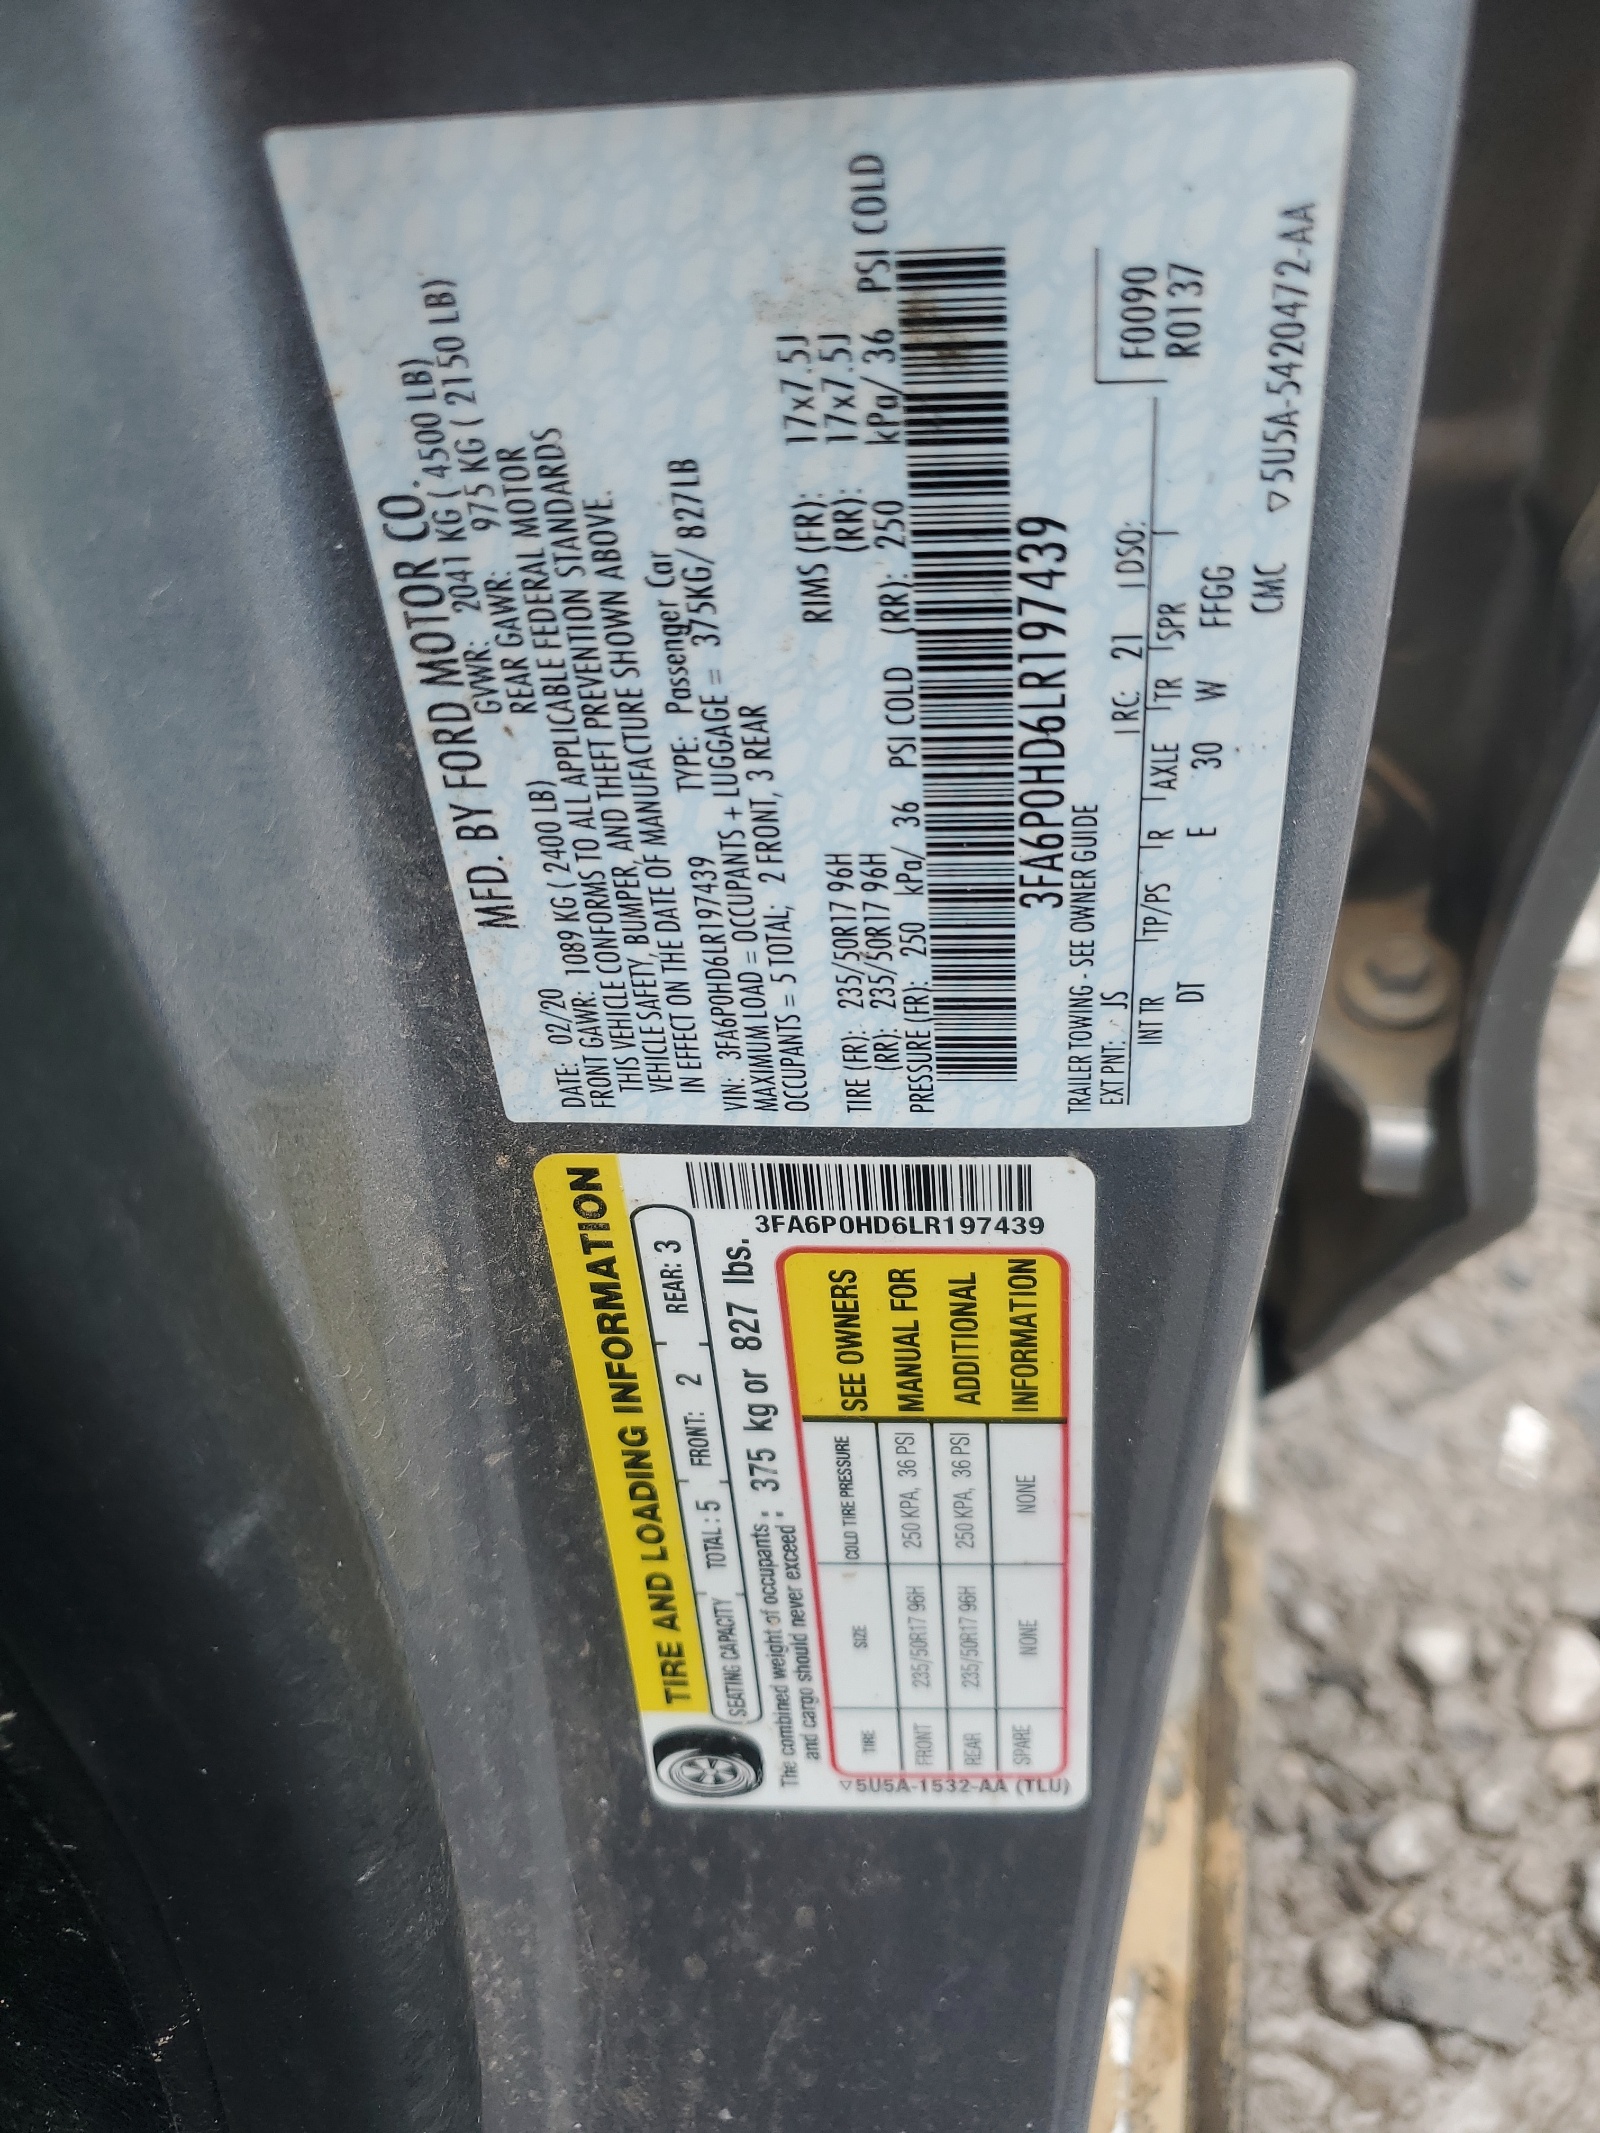 MFD. BY FORD MOTOR CO.
DATE: 02/20 GVWR: 2041 KG ( 4500 LB)
FRONT GAWR: 1089 KG ( 2400 LB) REAR GAWR: 975 KG ( 2150 LB)
THIS VEHICLE CONFORMS TO ALL APPLICABLE FEDERAL MOTOR
VEHICLE SAFETY, BUMPER, AND THEFT PREVENTION STANDARDS
IN EFFECT ON THE DATE OF MANUFACTURE SHOWN ABOVE.
VIN: 3FA6P0HD6LR197439 TYPE: Passenger Car
MAXIMUM LOAD = OCCUPANTS + LUGGAGE = 375KG/ 827LB
OCCUPANTS = 5 TOTAL; 2 FRONT, 3 REAR
TIRE (FR): 235/50R17 96H RIMS (FR): 17x7.5J
(RR): 235/50R17 96H (RR): 17x7.5J
PRESSURE (FR): 250 kPa/ 36 PSI COLD (RR): 250 kPa/ 36 PSI COLD
3FA6P0HD6LR197439
TRAILER TOWING - SEE OWNER GUIDE
EXT PNT: JS RC: 21 DSO: F0090
INT TR TP/PS R AXLE TR SPR R0137
DT E 30 W FFGG
CMC ▽5U5A-5420472-AA
TIRE AND LOADING INFORMATION
SEATING CAPACITY TOTAL: 5 FRONT: 2 REAR: 3
The combined weight of occupants : 375 kg or 827 lbs.
and cargo should never exceed :
3FA6P0HD6LR197439
TIRE SIZE COLD TIRE PRESSURE
FRONT 235/50R17 96H 250 KPA, 36 PSI
REAR 235/50R17 96H 250 KPA, 36 PSI
SPARE NONE NONE
SEE OWNERS
MANUAL FOR
ADDITIONAL
INFORMATION
▽5U5A-1532-AA (TLU)